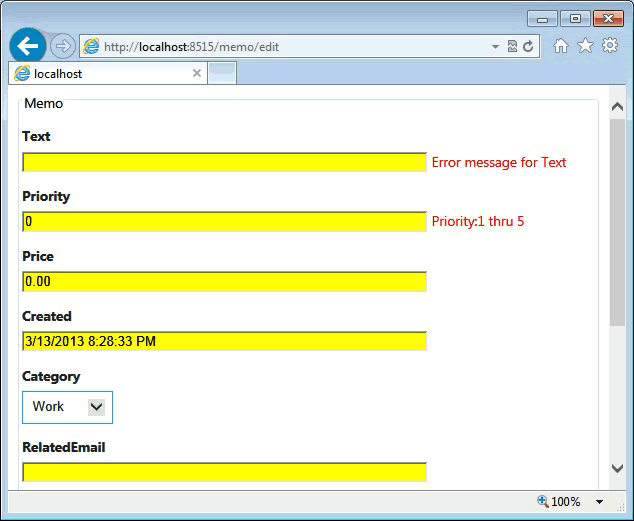 http://localhost:8515/memo/edit
localhost
Memo
Text
Error message for Text
Priority
0
Priority:1 thru 5
Price
0.00
Created
3/13/2013 8:28:33 PM
Category
Work
RelatedEmail
100%